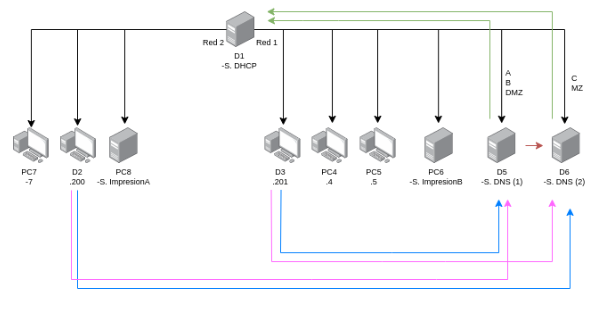 Red 2
Red 1
D1
-S. DHCP
A
B
DMZ
C
MZ
PC7
-7
D2
.200
PC8
-S. ImpresionA
D3
.201
PC4
.4
PC5
.5
PC6
-S. ImpresionB
D5
-S. DNS (1)
D6
-S. DNS (2)